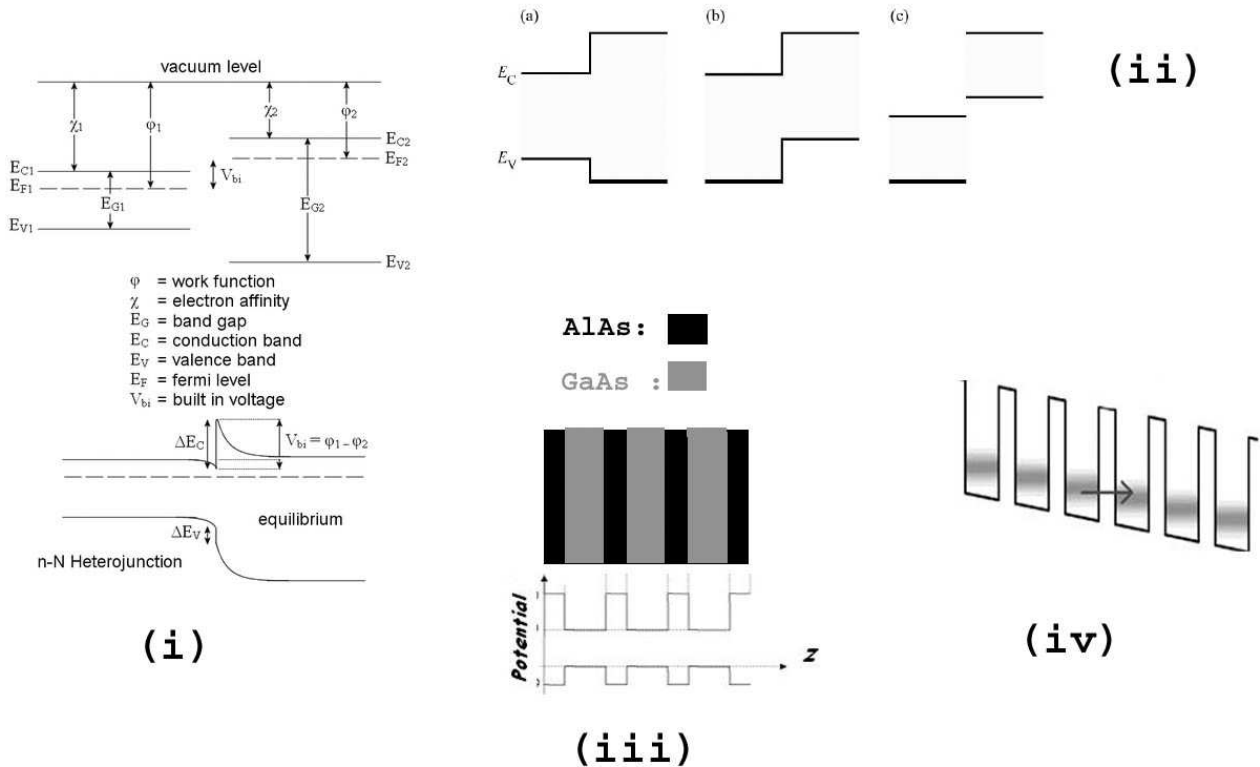 vacuum level
χ1
φ1
χ2
φ2
EC1
EF1
EG1
EV1
Vbi
EC2
EF2
EG2
EV2
φ = work function
χ = electron affinity
EG = band gap
EC = conduction band
EV = valence band
EF = fermi level
Vbi = built in voltage
ΔEC
Vbi = φ1 – φ2
equilibrium
ΔEV
n-N Heterojunction
(i)
(a)
(b)
(c)
EC
EV
(ii)
AlAs:
GaAs :
Potential
z
(iii)
(iv)